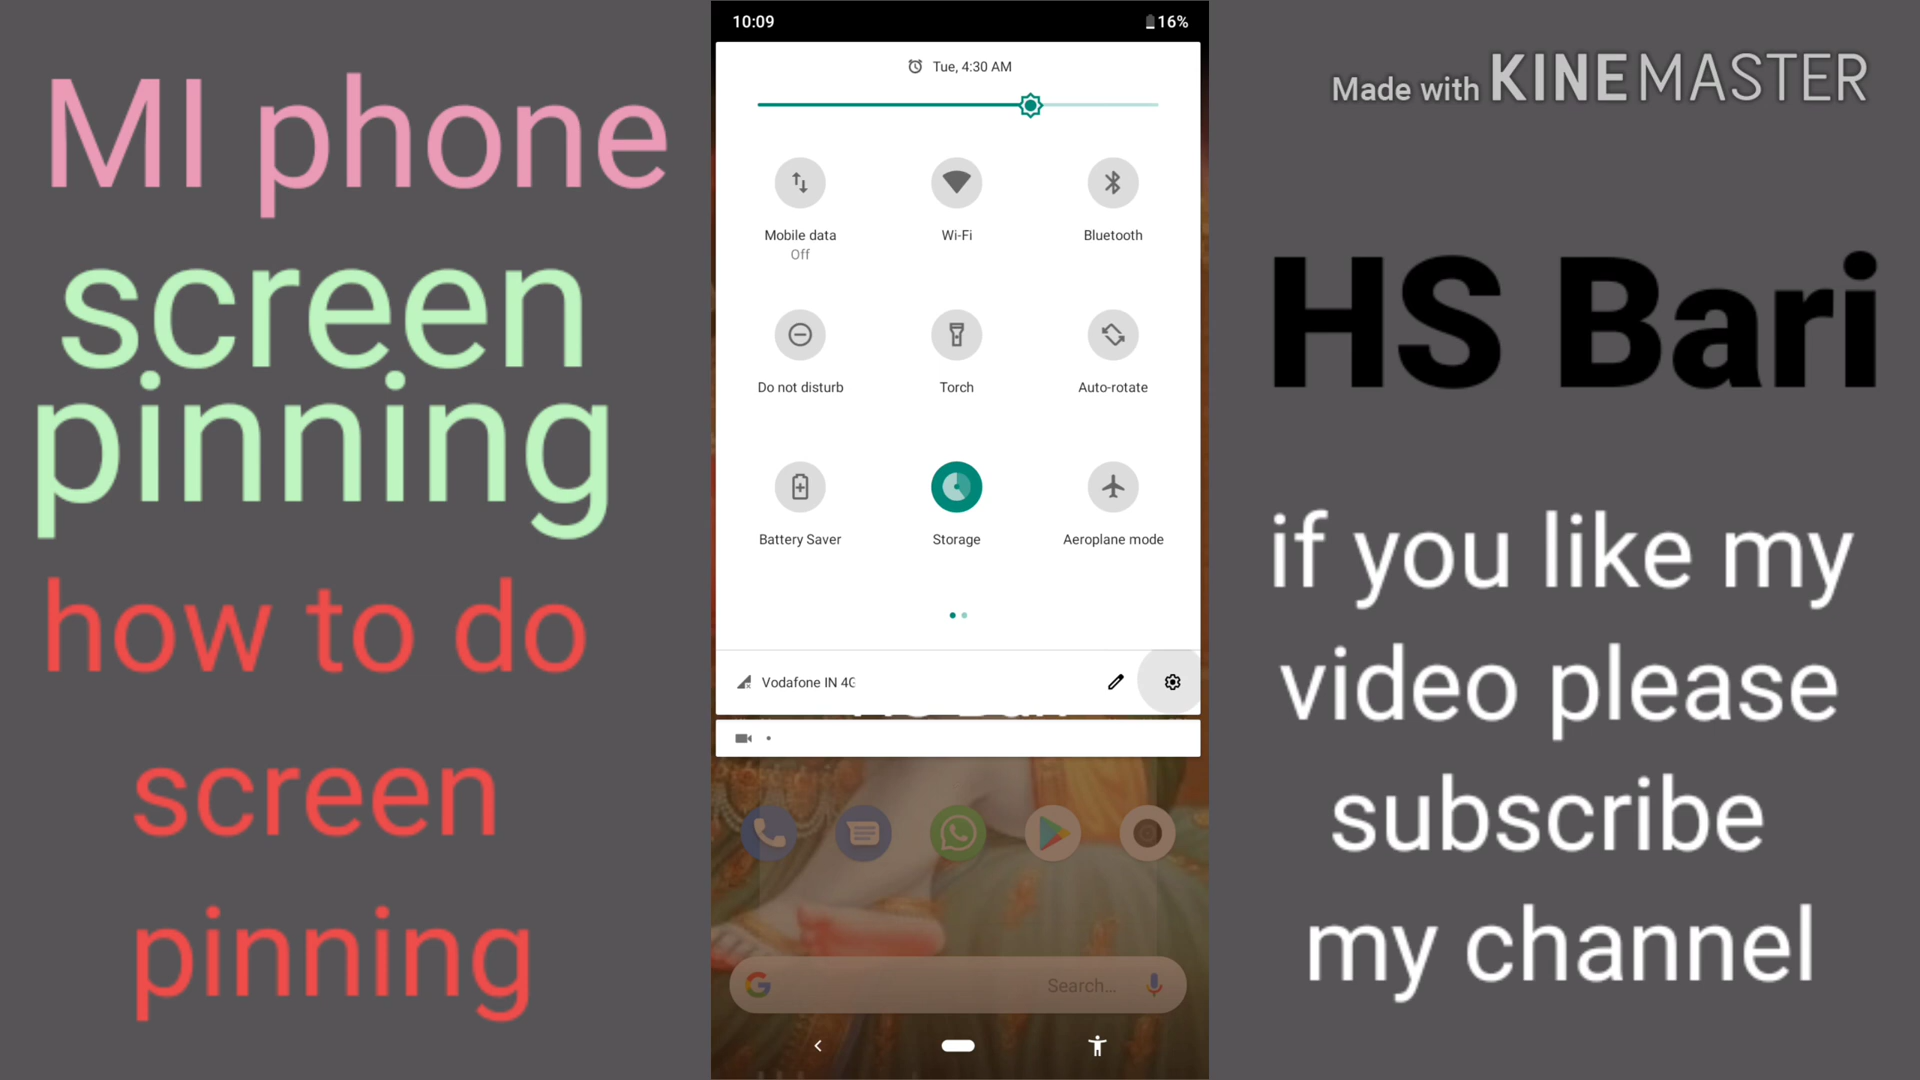 MI phone
screen
pinning
how to do
screen
pinning
10:09
16%
Tue, 4:30 AM
Mobile data
Off
Wi-Fi
Bluetooth
Do not disturb
Torch
Auto-rotate
Battery Saver
Storage
Aeroplane mode
Vodafone IN 4G
Search...
Made with KINEMASTER
HS Bari
if you like my
video please
subscribe
my channel